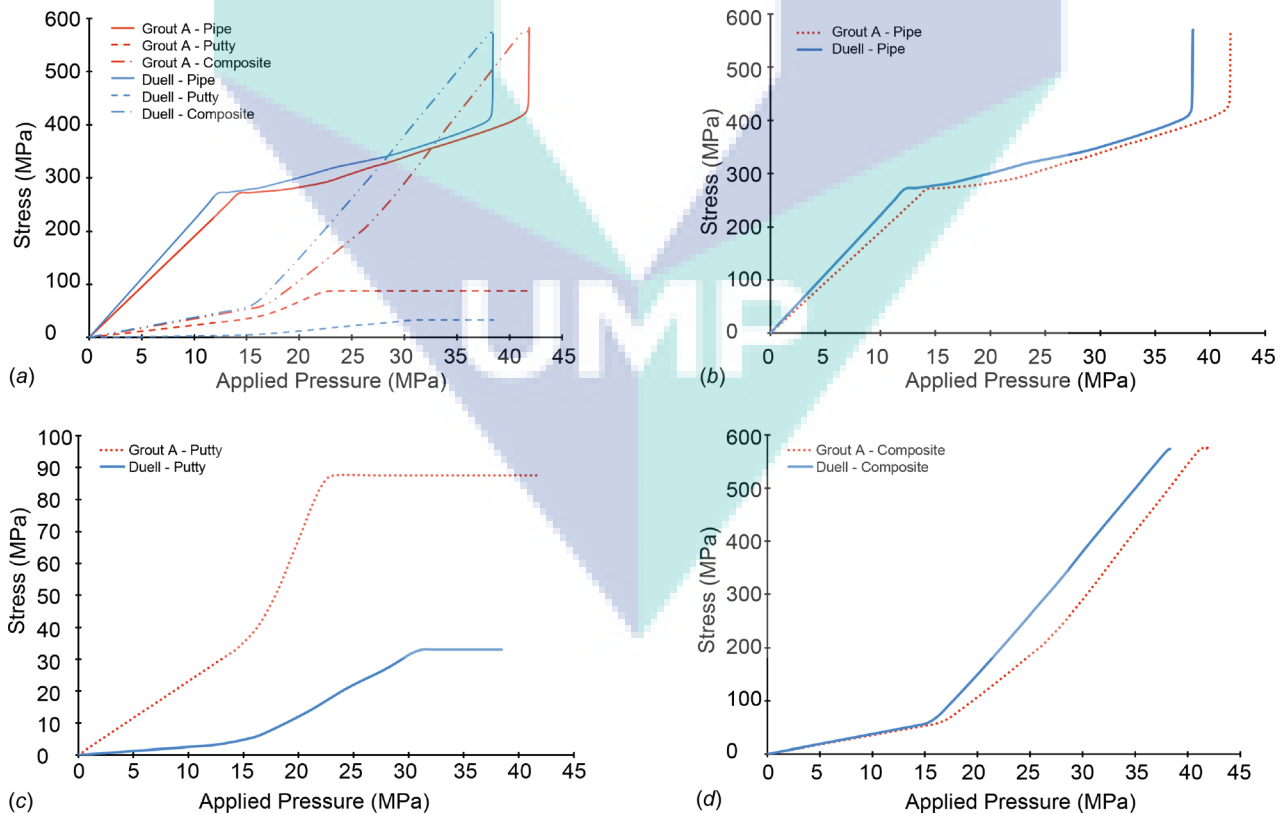 600
500
400
300
200
100
0
Stress (MPa)
Grout A - Pipe
Grout A - Putty
Grout A - Composite
Duell - Pipe
Duell - Putty
Duell - Composite
0 5 10 15 20 25 30 35 40 45
Applied Pressure (MPa)
(a)
600
500
400
300
200
100
0
Stress (MPa)
Grout A - Pipe
Duell - Pipe
0 5 10 15 20 25 30 35 40 45
Applied Pressure (MPa)
(b)
UMP
100
90
80
70
60
50
40
30
20
10
0
Stress (MPa)
Grout A - Putty
Duell - Putty
0 5 10 15 20 25 30 35 40 45
Applied Pressure (MPa)
(c)
600
500
400
300
200
100
0
Stress (MPa)
Grout A - Composite
Duell - Composite
0 5 10 15 20 25 30 35 40 45
Applied Pressure (MPa)
(d)